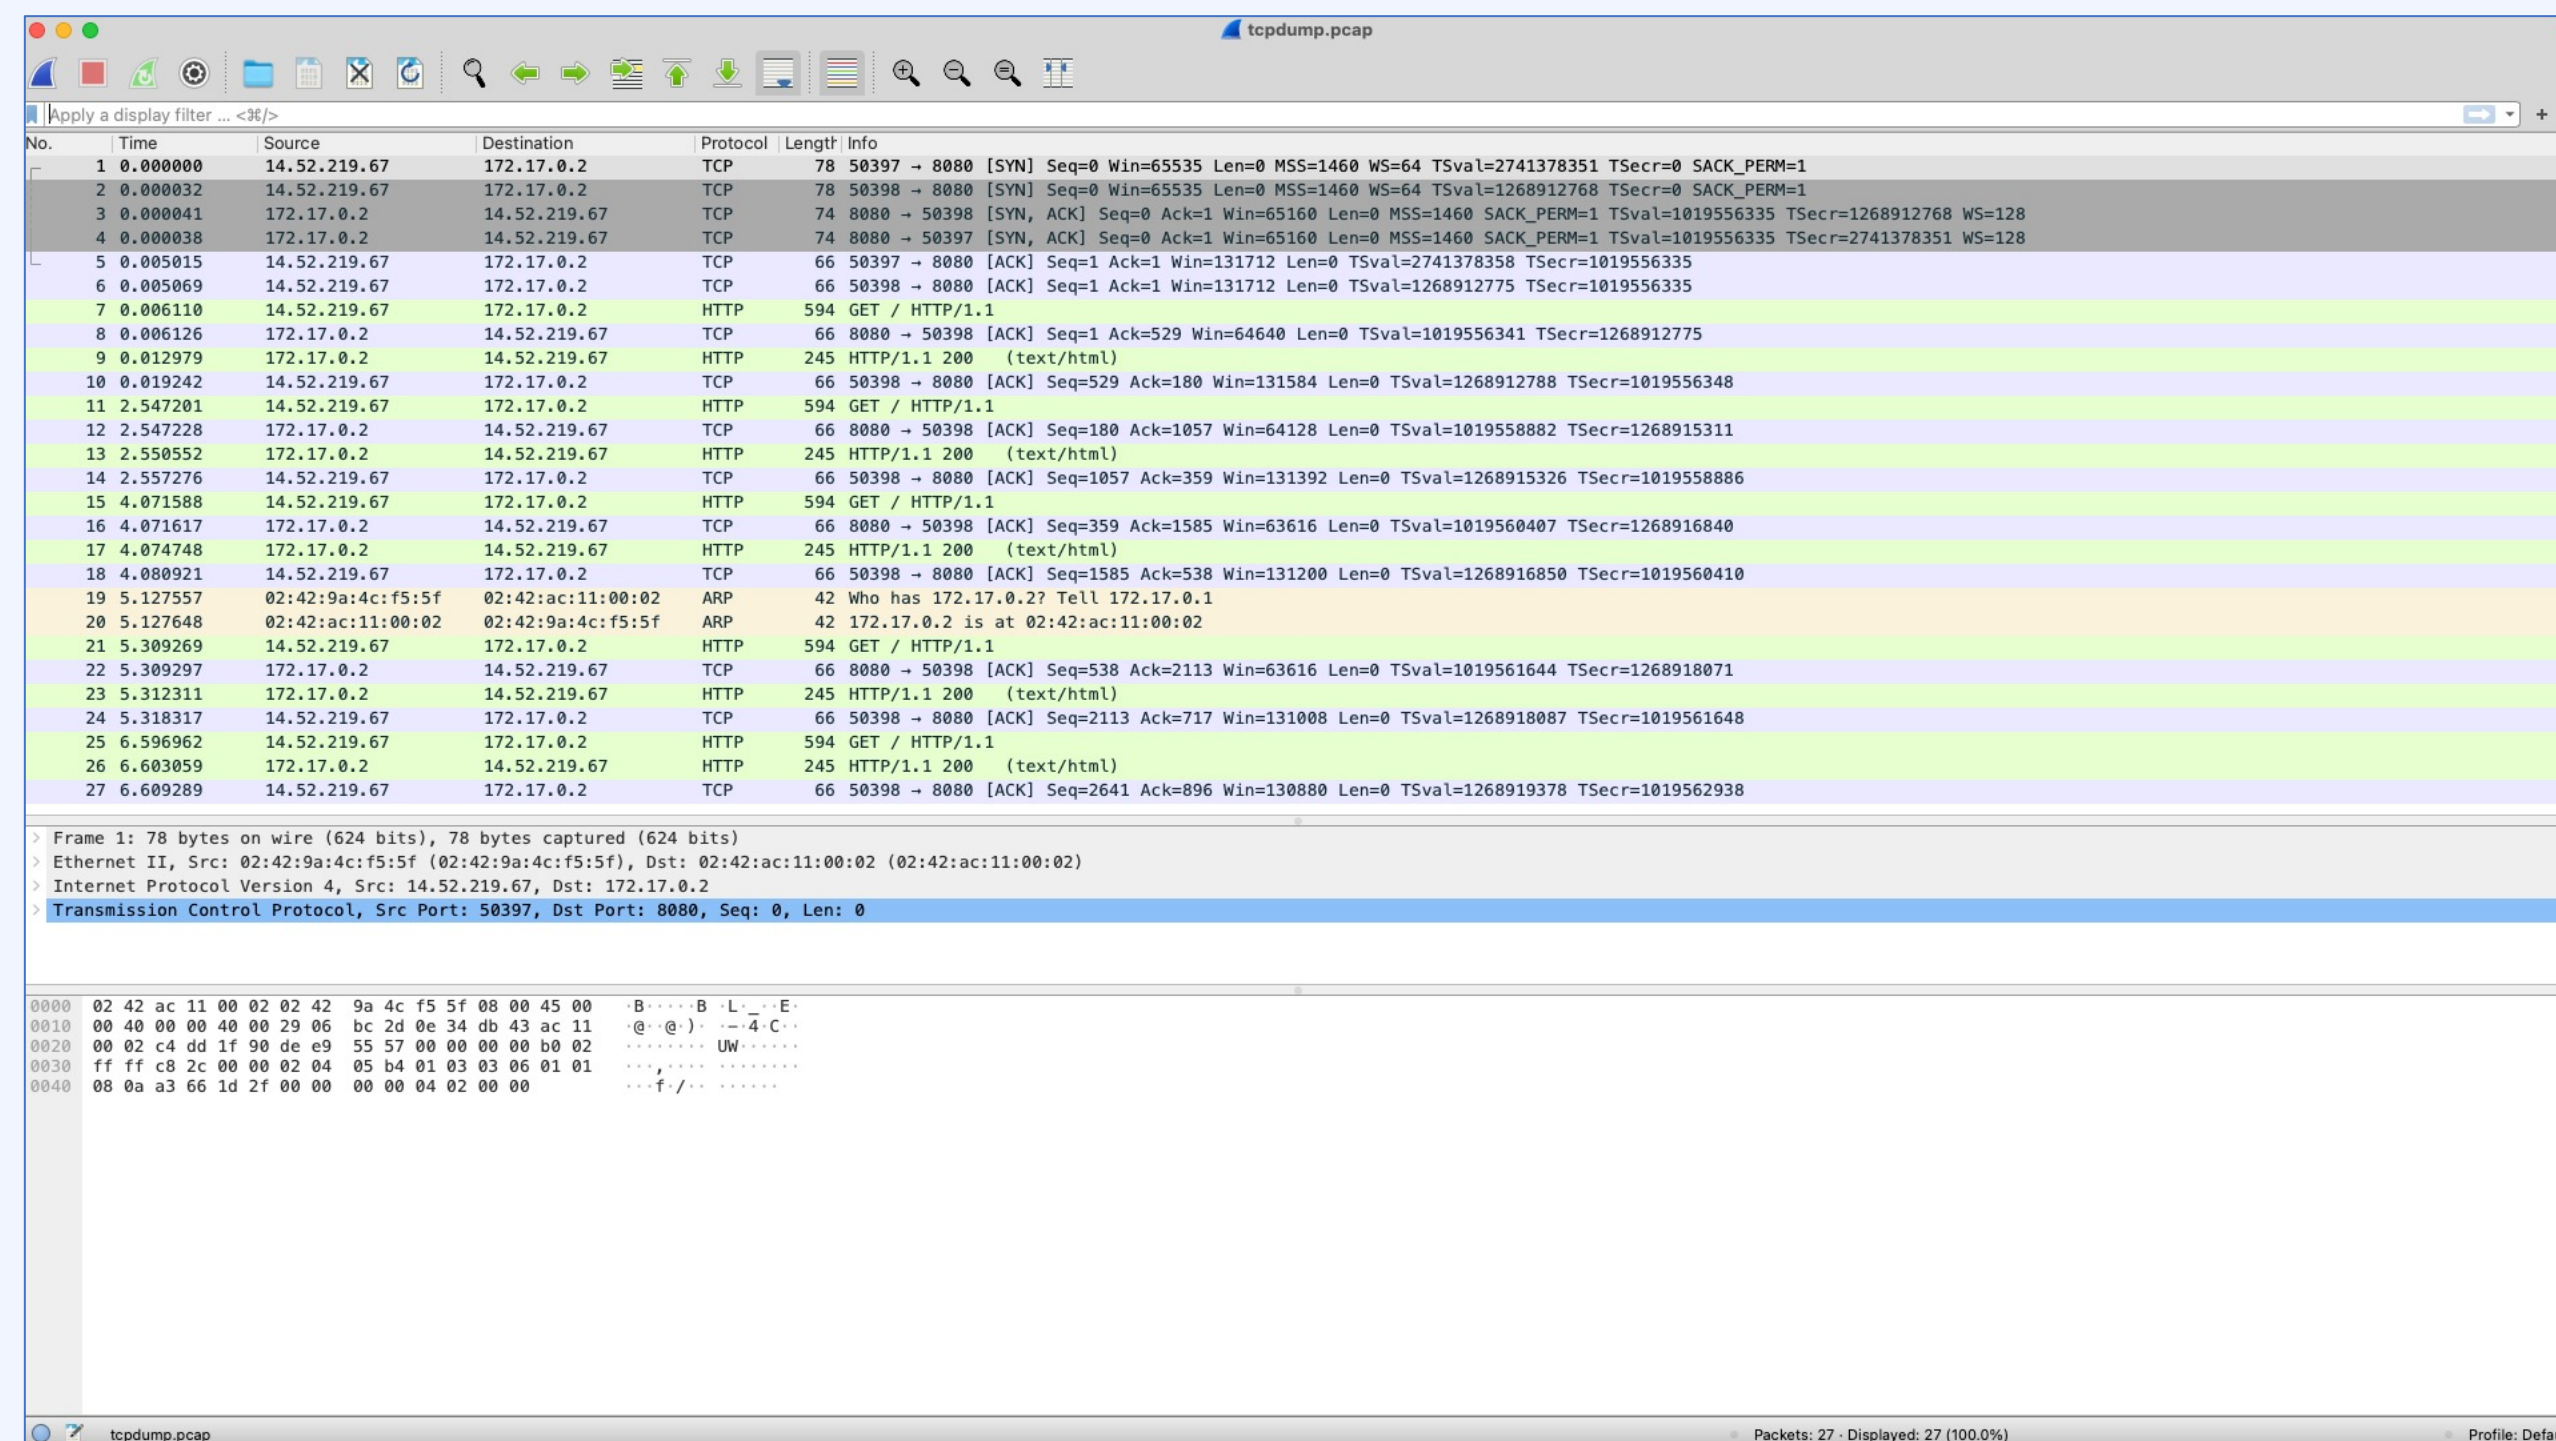 tcpdump.pcap
Apply a display filter ... <⌘/>
+
No. Time Source Destination Protocol Length Info
1 0.000000 14.52.219.67 172.17.0.2 TCP 78 50397 → 8080 [SYN] Seq=0 Win=65535 Len=0 MSS=1460 WS=64 TSval=2741378351 TSecr=0 SACK_PERM=1
2 0.000032 14.52.219.67 172.17.0.2 TCP 78 50398 → 8080 [SYN] Seq=0 Win=65535 Len=0 MSS=1460 WS=64 TSval=1268912768 TSecr=0 SACK_PERM=1
3 0.000041 172.17.0.2 14.52.219.67 TCP 74 8080 → 50398 [SYN, ACK] Seq=0 Ack=1 Win=65160 Len=0 MSS=1460 SACK_PERM=1 TSval=1019556335 TSecr=1268912768 WS=128
4 0.000038 172.17.0.2 14.52.219.67 TCP 74 8080 → 50397 [SYN, ACK] Seq=0 Ack=1 Win=65160 Len=0 MSS=1460 SACK_PERM=1 TSval=1019556335 TSecr=2741378351 WS=128
5 0.005015 14.52.219.67 172.17.0.2 TCP 66 50397 → 8080 [ACK] Seq=1 Ack=1 Win=131712 Len=0 TSval=2741378358 TSecr=1019556335
6 0.005069 14.52.219.67 172.17.0.2 TCP 66 50398 → 8080 [ACK] Seq=1 Ack=1 Win=131712 Len=0 TSval=1268912775 TSecr=1019556335
7 0.006110 14.52.219.67 172.17.0.2 HTTP 594 GET / HTTP/1.1
8 0.006126 172.17.0.2 14.52.219.67 TCP 66 8080 → 50398 [ACK] Seq=1 Ack=529 Win=64640 Len=0 TSval=1019556341 TSecr=1268912775
9 0.012979 172.17.0.2 14.52.219.67 HTTP 245 HTTP/1.1 200 (text/html)
10 0.019242 14.52.219.67 172.17.0.2 TCP 66 50398 → 8080 [ACK] Seq=529 Ack=180 Win=131584 Len=0 TSval=1268912788 TSecr=1019556348
11 2.547201 14.52.219.67 172.17.0.2 HTTP 594 GET / HTTP/1.1
12 2.547228 172.17.0.2 14.52.219.67 TCP 66 8080 → 50398 [ACK] Seq=180 Ack=1057 Win=64128 Len=0 TSval=1019558882 TSecr=1268915311
13 2.550552 172.17.0.2 14.52.219.67 HTTP 245 HTTP/1.1 200 (text/html)
14 2.557276 14.52.219.67 172.17.0.2 TCP 66 50398 → 8080 [ACK] Seq=1057 Ack=359 Win=131392 Len=0 TSval=1268915326 TSecr=1019558886
15 4.071588 14.52.219.67 172.17.0.2 HTTP 594 GET / HTTP/1.1
16 4.071617 172.17.0.2 14.52.219.67 TCP 66 8080 → 50398 [ACK] Seq=359 Ack=1585 Win=63616 Len=0 TSval=1019560407 TSecr=1268916840
17 4.074748 172.17.0.2 14.52.219.67 HTTP 245 HTTP/1.1 200 (text/html)
18 4.080921 14.52.219.67 172.17.0.2 TCP 66 50398 → 8080 [ACK] Seq=1585 Ack=538 Win=131200 Len=0 TSval=1268916850 TSecr=1019560410
19 5.127557 02:42:9a:4c:f5:5f 02:42:ac:11:00:02 ARP 42 Who has 172.17.0.2? Tell 172.17.0.1
20 5.127648 02:42:ac:11:00:02 02:42:9a:4c:f5:5f ARP 42 172.17.0.2 is at 02:42:ac:11:00:02
21 5.309269 14.52.219.67 172.17.0.2 HTTP 594 GET / HTTP/1.1
22 5.309297 172.17.0.2 14.52.219.67 TCP 66 8080 → 50398 [ACK] Seq=538 Ack=2113 Win=63616 Len=0 TSval=1019561644 TSecr=1268918071
23 5.312311 172.17.0.2 14.52.219.67 HTTP 245 HTTP/1.1 200 (text/html)
24 5.318317 14.52.219.67 172.17.0.2 TCP 66 50398 → 8080 [ACK] Seq=2113 Ack=717 Win=131008 Len=0 TSval=1268918087 TSecr=1019561648
25 6.596962 14.52.219.67 172.17.0.2 HTTP 594 GET / HTTP/1.1
26 6.603059 172.17.0.2 14.52.219.67 HTTP 245 HTTP/1.1 200 (text/html)
27 6.609289 14.52.219.67 172.17.0.2 TCP 66 50398 → 8080 [ACK] Seq=2641 Ack=896 Win=130880 Len=0 TSval=1268919378 TSecr=1019562938
Frame 1: 78 bytes on wire (624 bits), 78 bytes captured (624 bits)
Ethernet II, Src: 02:42:9a:4c:f5:5f (02:42:9a:4c:f5:5f), Dst: 02:42:ac:11:00:02 (02:42:ac:11:00:02)
Internet Protocol Version 4, Src: 14.52.219.67, Dst: 172.17.0.2
Transmission Control Protocol, Src Port: 50397, Dst Port: 8080, Seq: 0, Len: 0
0000 02 42 ac 11 00 02 02 42 9a 4c f5 5f 08 00 45 00 ·B·····B ·L·_··E·
0010 00 40 00 00 40 00 29 06 bc 2d 0e 34 db 43 ac 11 ·@··@·)· ·-·4·C··
0020 00 02 c4 dd 1f 90 de e9 55 57 00 00 00 00 b0 02 ········ UW······
0030 ff ff c8 2c 00 00 02 04 05 b4 01 03 03 06 01 01 ···,···· ········
0040 08 0a a3 66 1d 2f 00 00 00 00 04 02 00 00 ···f·/·· ······
tcpdump.pcap Packets: 27 · Displayed: 27 (100.0%) Profile: Defa